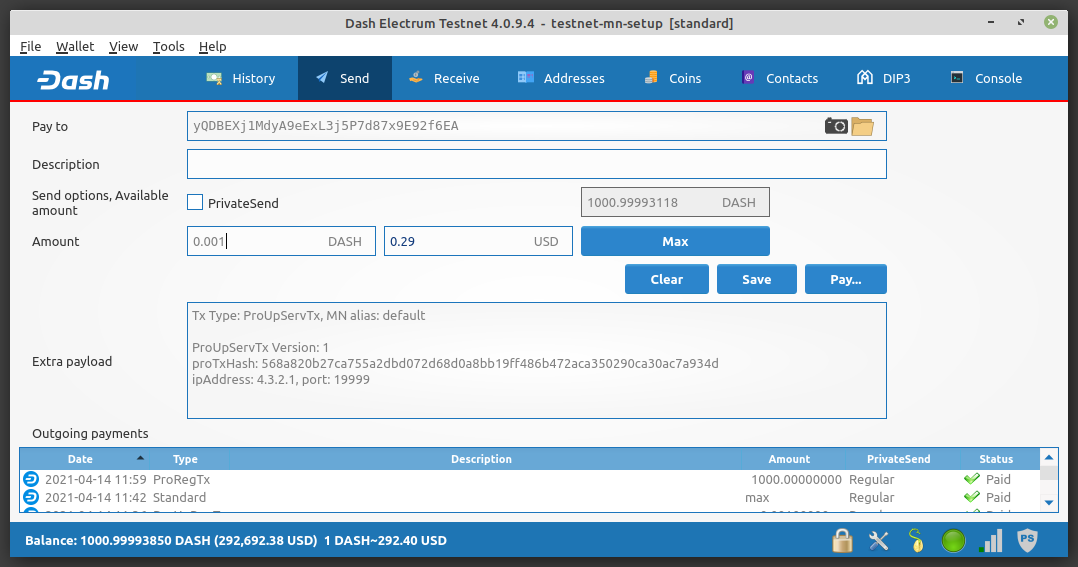 Dash Electrum Testnet 4.0.9.4 - testnet-mn-setup [standard]
File Wallet View Tools Help
Dash History Send Receive Addresses Coins Contacts DIP3 Console
Pay to yQDBEXj1MdyA9eExL3j5P7d87x9E92f6EA
Description
Send options, Available
amount
PrivateSend 1000.99993118 DASH
Amount 0.001 DASH 0.29 USD Max
Clear Save Pay...
Tx Type: ProUpServTx, MN alias: default
ProUpServTx Version: 1
Extra payload
proTxHash: 568a820b27ca755a2dbd072d68d0a8bb19ff486b472aca350290ca30ac7a934d
ipAddress: 4.3.2.1, port: 19999
Outgoing payments
Date Type Description Amount PrivateSend Status
2021-04-14 11:59 ProRegTx 1000.00000000 Regular Paid
2021-04-14 11:42 Standard max Regular Paid
Balance: 1000.99993850 DASH (292,692.38 USD) 1 DASH~292.40 USD
PS